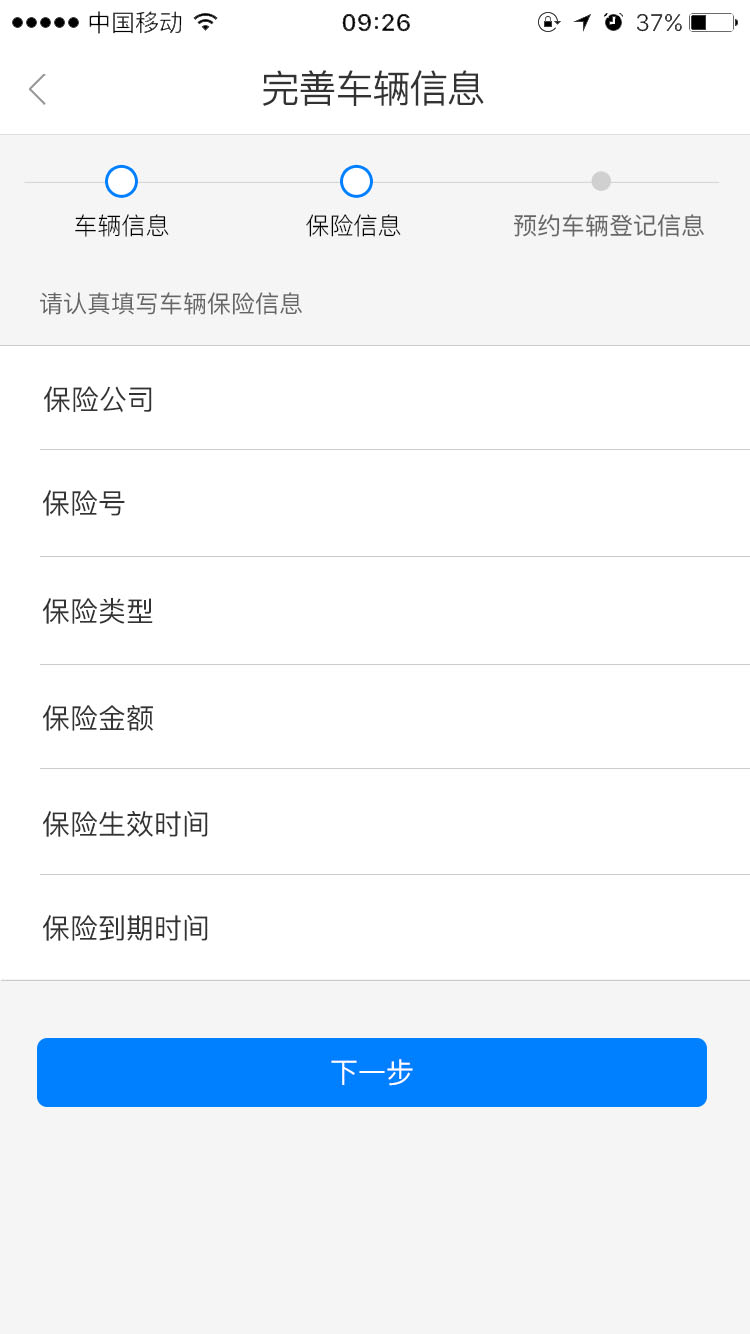 中国移动 09:26 37%
完善车辆信息
车辆信息 保险信息 预约车辆登记信息
请认真填写车辆保险信息
保险公司
保险号
保险类型
保险金额
保险生效时间
保险到期时间
下一步